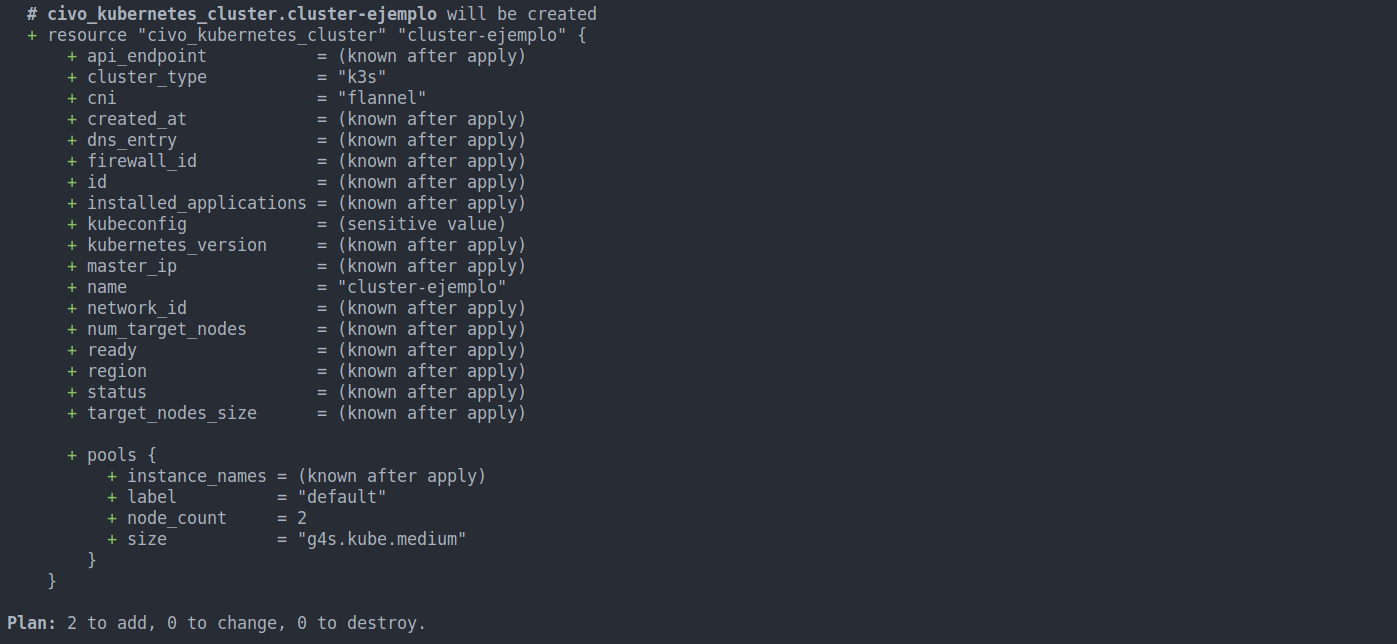 # civo_kubernetes_cluster.cluster-ejemplo will be created
+ resource "civo_kubernetes_cluster" "cluster-ejemplo" {
+ api_endpoint = (known after apply)
+ cluster_type = "k3s"
+ cni = "flannel"
+ created_at = (known after apply)
+ dns_entry = (known after apply)
+ firewall_id = (known after apply)
+ id = (known after apply)
+ installed_applications = (known after apply)
+ kubeconfig = (sensitive value)
+ kubernetes_version = (known after apply)
+ master_ip = (known after apply)
+ name = "cluster-ejemplo"
+ network_id = (known after apply)
+ num_target_nodes = (known after apply)
+ ready = (known after apply)
+ region = (known after apply)
+ status = (known after apply)
+ target_nodes_size = (known after apply)
+ pools {
+ instance_names = (known after apply)
+ label = "default"
+ node_count = 2
+ size = "g4s.kube.medium"
}
}
Plan: 2 to add, 0 to change, 0 to destroy.